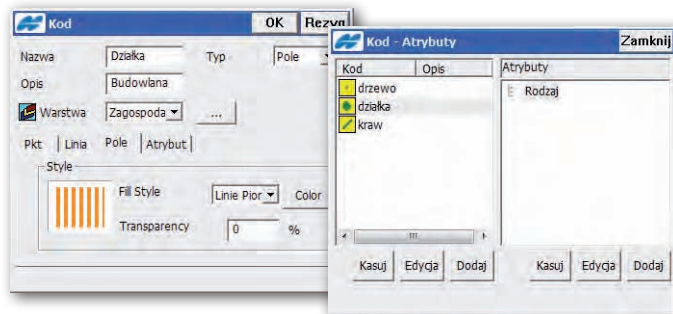 Kod OK Rezyg
Nazwa Działka Typ Pole
Opis Budowlana
Warstwa Zagospoda ...
Pkt Linia Pole Atrybut
Style
Fill Style Linie Pior Color
Transparency 0 %
Kod - Atrybuty Zamknij
Kod Opis Atrybuty
drzewo Rodzaj
działka
kraw
Kasuj Edycja Dodaj Kasuj Edycja Dodaj